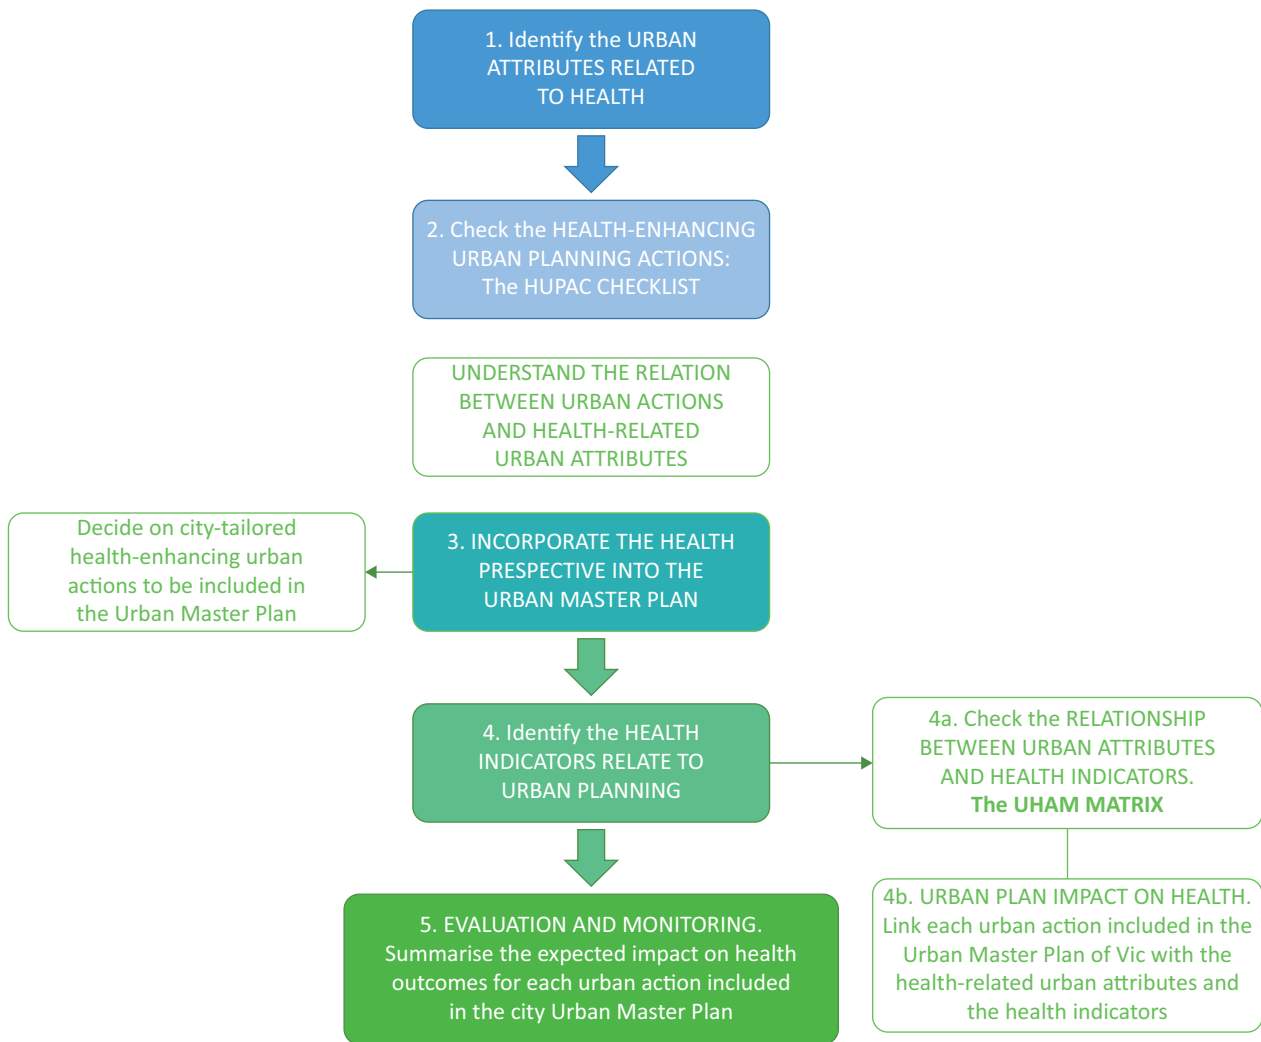 1. Identify the URBAN
ATTRIBUTES RELATED
TO HEALTH
2. Check the HEALTH-ENHANCING
URBAN PLANNING ACTIONS:
The HUPAC CHECKLIST
UNDERSTAND THE RELATION
BETWEEN URBAN ACTIONS
AND HEALTH-RELATED
URBAN ATTRIBUTES
Decide on city-tailored
health-enhancing urban
actions to be included in
the Urban Master Plan
3. INCORPORATE THE HEALTH
PRESPECTIVE INTO THE
URBAN MASTER PLAN
4. Identify the HEALTH
INDICATORS RELATE TO
URBAN PLANNING
4a. Check the RELATIONSHIP
BETWEEN URBAN ATTRIBUTES
AND HEALTH INDICATORS.
The UHAM MATRIX
4b. URBAN PLAN IMPACT ON HEALTH.
Link each urban action included in the
Urban Master Plan of Vic with the
health-related urban attributes and
the health indicators
5. EVALUATION AND MONITORING.
Summarise the expected impact on health
outcomes for each urban action included
in the city Urban Master Plan